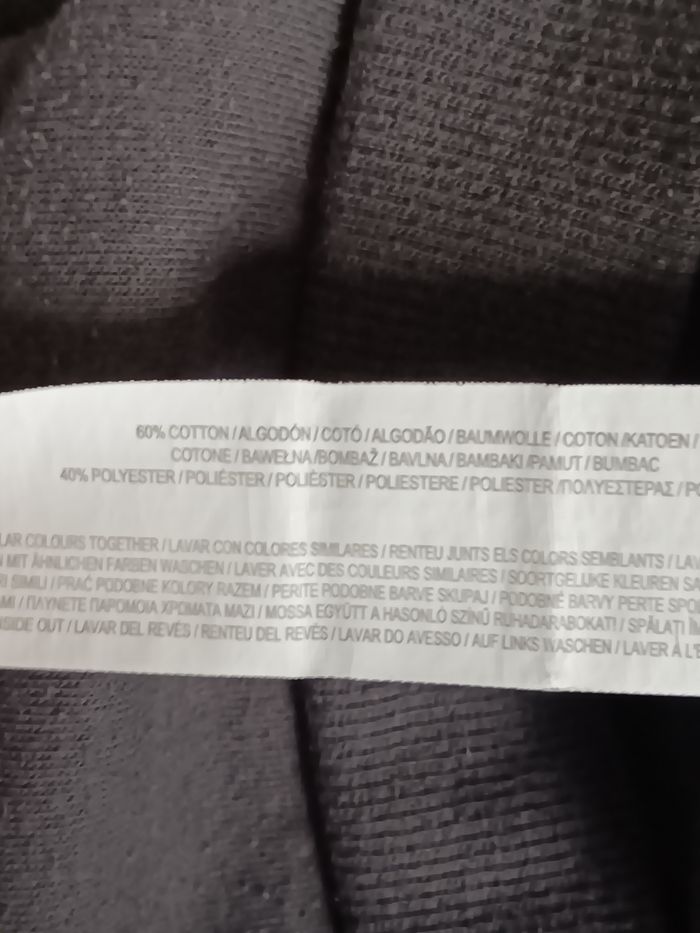 60% COTTON / ALGODÓN / COTÓ / ALGODÃO / BAUMWOLLE / COTON / KATOEN /
COTONE / BAWEŁNA / BOMBAŽ / BAVLNA / BAMBAKI / PAMUT / BUMBAC
40% POLYESTER / POLIÉSTER / POLIÈSTER / POLIESTERE / POLIESTER / ΠΟΛΥΕΣΤΕΡΑΣ /
COLOURS TOGETHER / LAVAR CON COLORES SIMILARES / RENTEU JUNTS ELS COLORS SEMBLANTS /
MIT ÄHNLICHEN FARBEN WASCHEN / LAVER AVEC DES COULEURS SIMILAIRES / SOORTGELIJKE KLEUREN
SIMILI / PRAĆ PODOBNE KOLORY RAZEM / PERITE PODOBNE BARVE SKUPAJ / PODOBNÉ BARVY PERTE
/ ΠΛΥΝΕΤΕ ΠΑΡΟΜΟΙΑ ΧΡΩΜΑΤΑ ΜΑΖΙ / MOSSA EGYÜTT A HASONLÓ SZÍNŰ RUHADARABOKAT! / SPĂLAȚI
OUT / LAVAR DEL REVÉS / RENTEU DEL REVÉS / LAVAR DO AVESSO / AUF LINKS WASCHEN / LAVER À